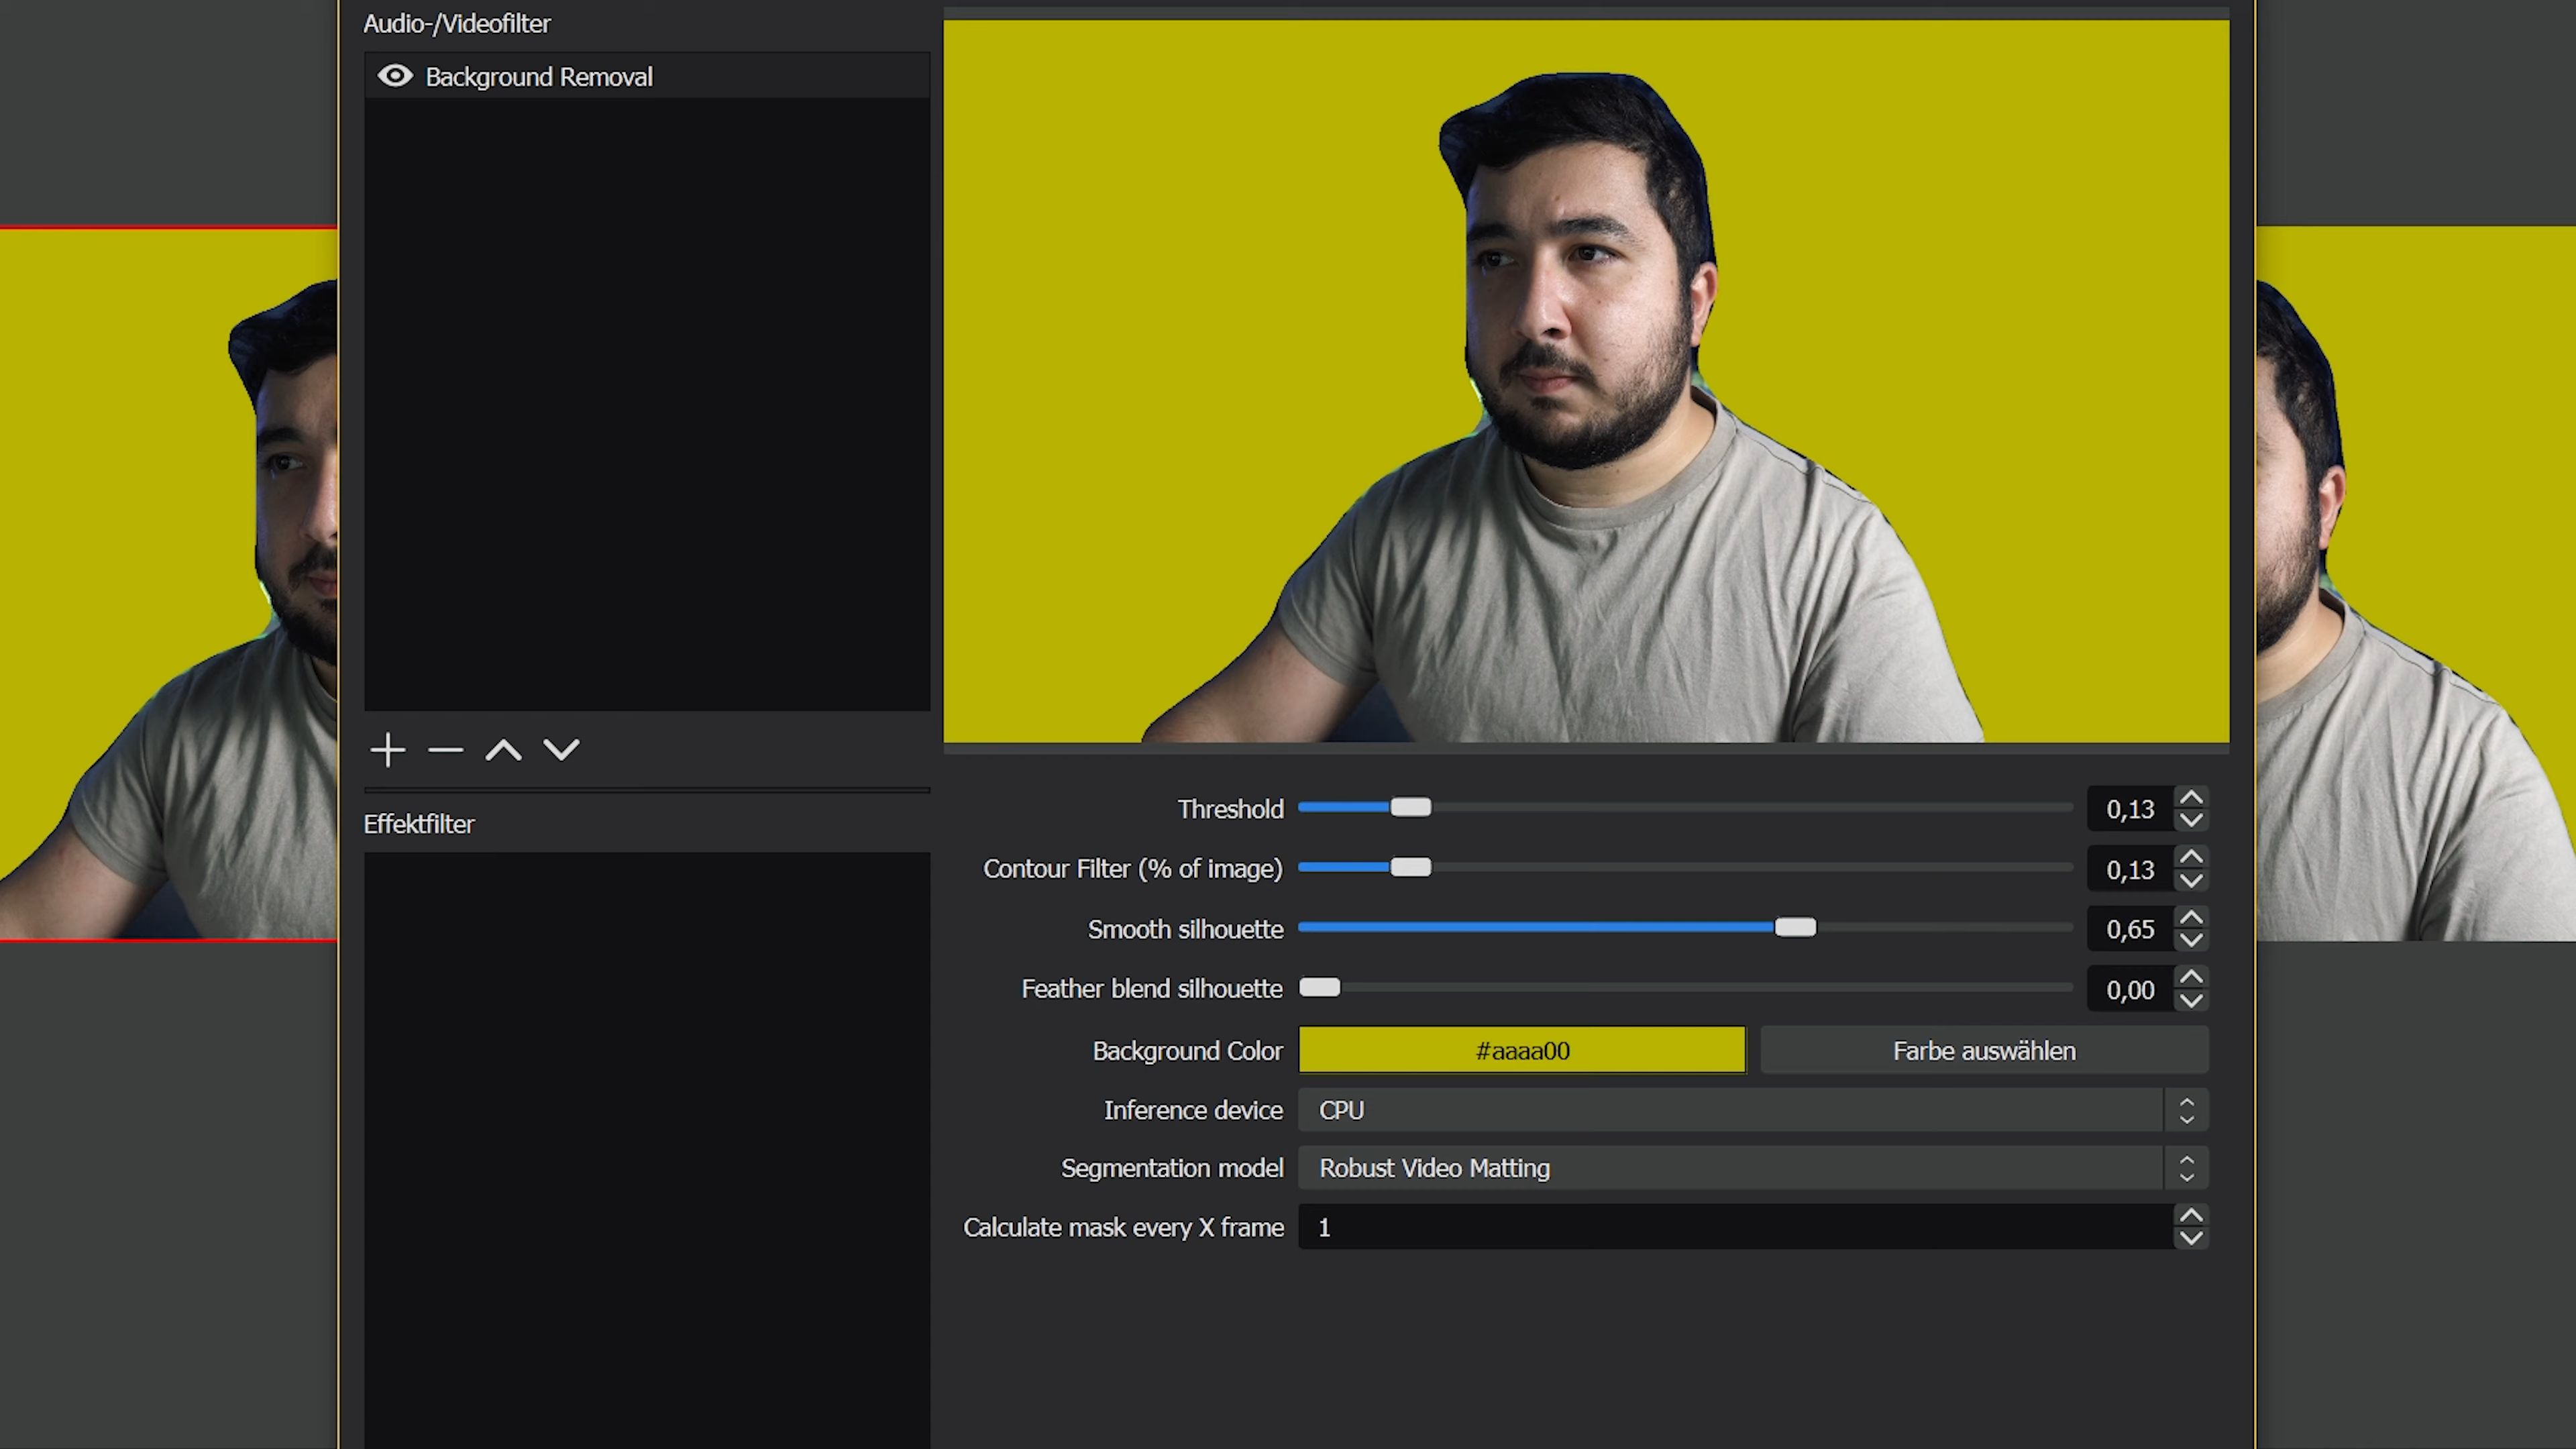 Audio-/Videofilter
Background Removal
Effektfilter
Threshold 0,13
Contour Filter (% of image) 0,13
Smooth silhouette 0,65
Feather blend silhouette 0,00
Background Color #aaaa00 Farbe auswählen
Inference device CPU
Segmentation model Robust Video Matting
Calculate mask every X frame 1